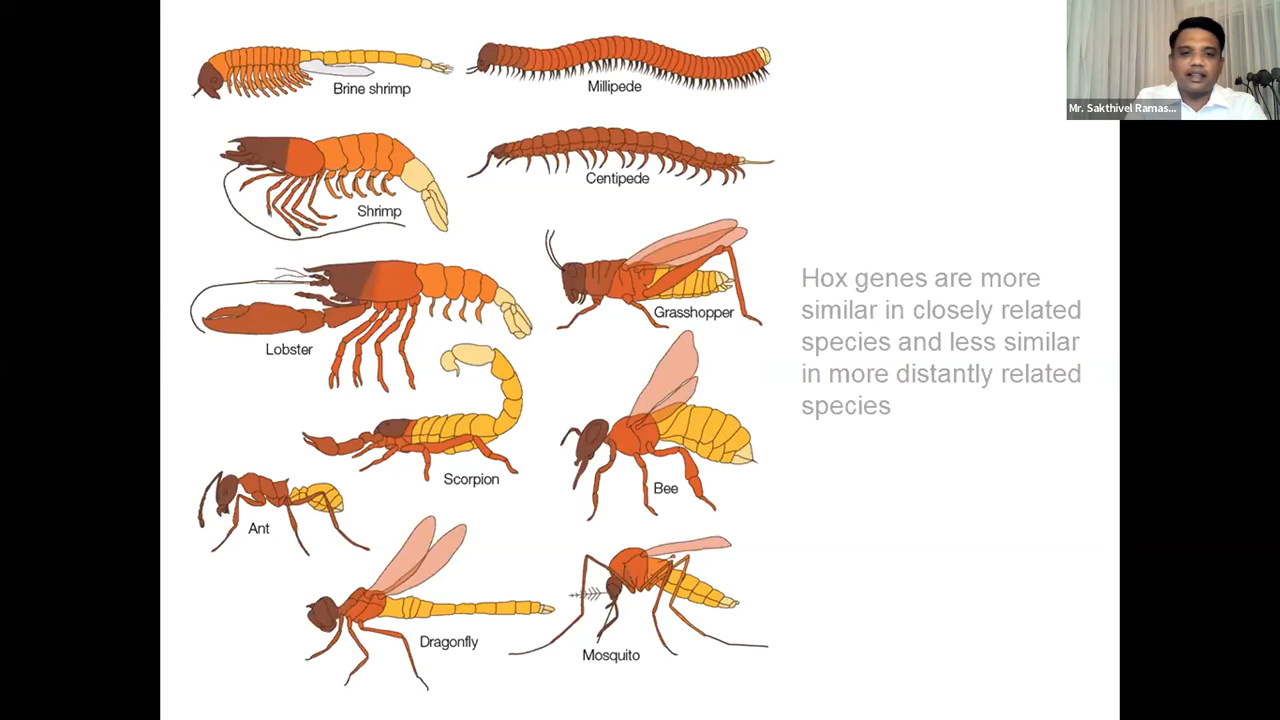 Brine shrimp
Millipede
Mr. Sakthivel Ramas...
Shrimp
Centipede
Lobster
Grasshopper
Hox genes are more
similar in closely related
species and less similar
in more distantly related
species
Scorpion
Bee
Ant
Dragonfly
Mosquito